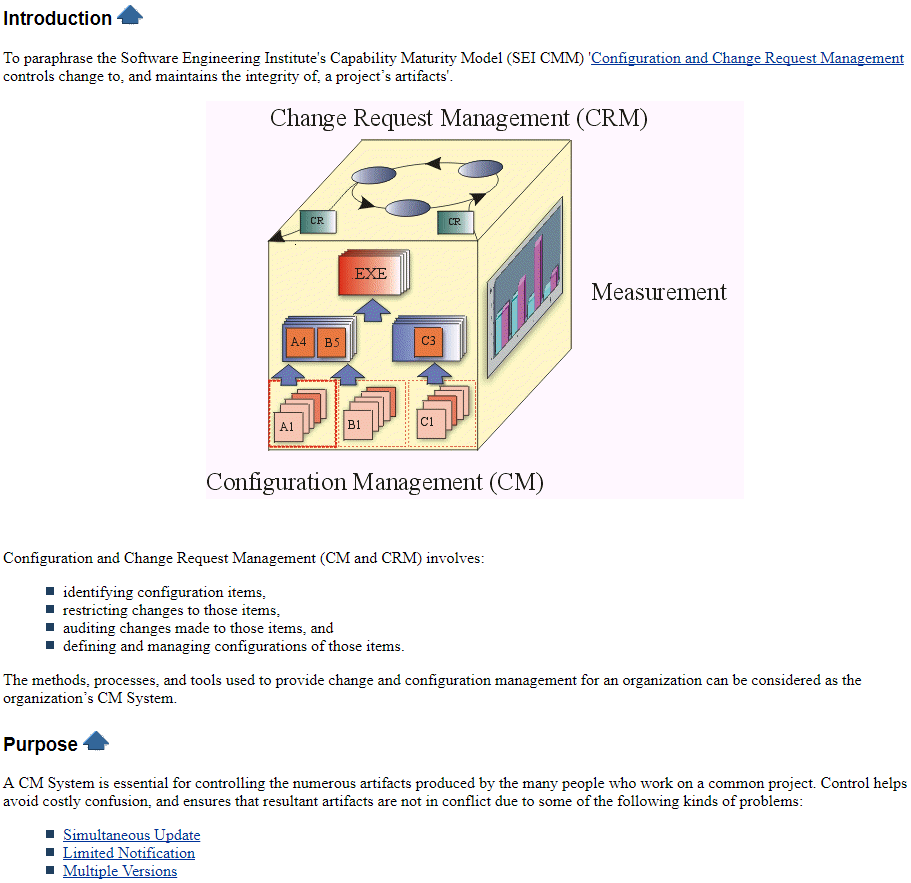 Introduction
To paraphrase the Software Engineering Institute's Capability Maturity Model (SEI CMM) 'Configuration and Change Request Management
controls change to, and maintains the integrity of, a project’s artifacts'.
Change Request Management (CRM)
CR
CR
.EXE
Measurement
A4 B5 C3
A1 B1 C1
Configuration Management (CM)
Configuration and Change Request Management (CM and CRM) involves:
identifying configuration items,
restricting changes to those items,
auditing changes made to those items, and
defining and managing configurations of those items.
The methods, processes, and tools used to provide change and configuration management for an organization can be considered as the
organization’s CM System.
Purpose
A CM System is essential for controlling the numerous artifacts produced by the many people who work on a common project. Control helps
avoid costly confusion, and ensures that resultant artifacts are not in conflict due to some of the following kinds of problems:
Simultaneous Update
Limited Notification
Multiple Versions